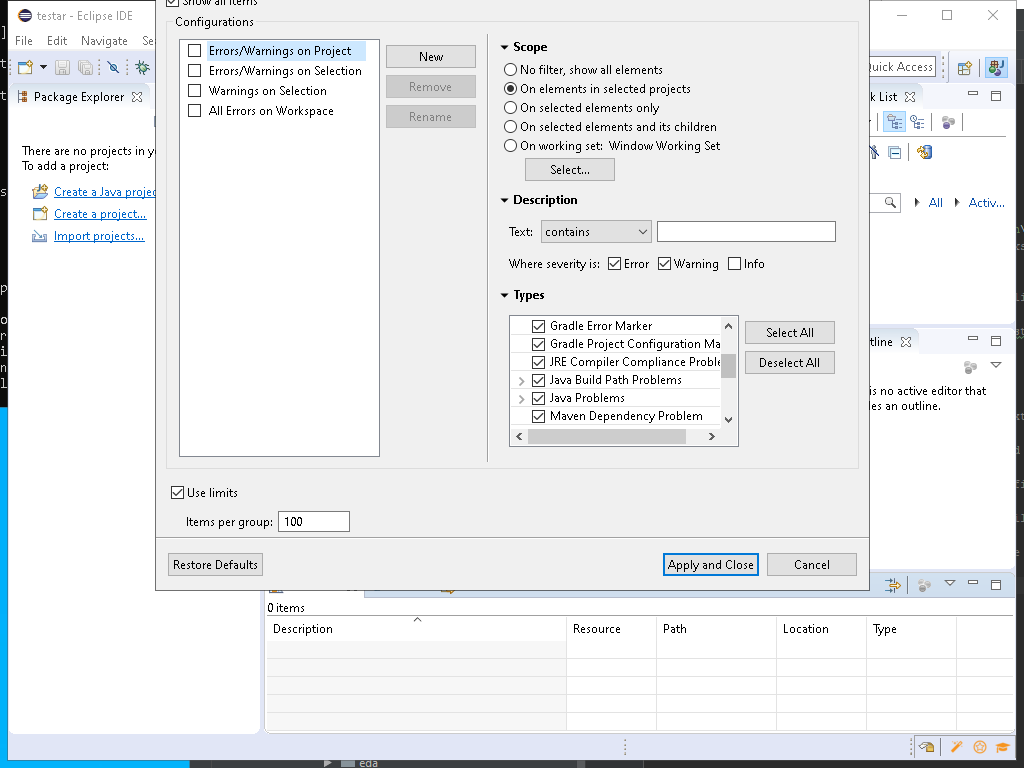 testar - Eclipse IDE
Show all items
Configurations
File Edit Navigate
Quick Access
Package Explorer
There are no projects in
To add a project:
Create a Java
Create a project...
Import projects...
Errors/Warnings on Project
Errors/Warnings on Selection
Warnings on Selection
All Errors on Workspace
New
Remove
Rename
Scope
No filter, show all elements
On elements in selected projects
On selected elements only
On selected elements and its children
On working set: Window Working Set
Select...
Description
Text: contains
Where severity is: Error Warning Info
Types
Gradle Error Marker
Gradle Project Configuration Ma
JRE Compiler Compliance Proble
Java Build Path Problems
Java Problems
Maven Dependency Problem
Select All
Deselect All
Use limits
Items per group: 100
Restore Defaults
Apply and Close
Cancel
k List
All Activ...
tline
is no active editor that
des an outline.
0 items
Description Resource Path Location Type
eda